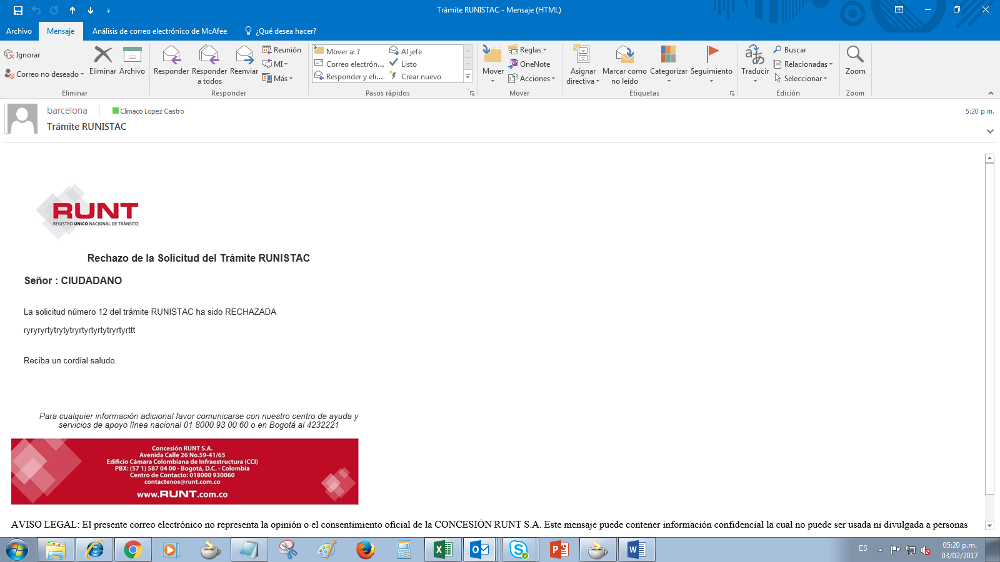 Trámite RUNISTAC - Mensaje (HTML)
Archivo
Mensaje
Análisis de correo electrónico de McAfee
¿Qué desea hacer?
Ignorar
Correo no deseado
Eliminar
Archivo
Eliminar
Responder
Responder a todos
Reenviar
Reunión
MI
Más
Responder
Mover a: ?
Al jefe
Correo electrón...
Listo
Responder y eli...
Crear nuevo
Pasos rápidos
Mover
Reglas
OneNote
Acciones
Mover
Asignar directiva
Marcar como no leído
Categorizar
Seguimiento
Etiquetas
Traducir
Buscar
Relacionadas
Seleccionar
Edición
Zoom
Zoom
barcelona
Climaco Lopez Castro
5:20 p.m.
Trámite RUNISTAC
RUNT
REGISTRO ÚNICO NACIONAL DE TRÁNSITO
Rechazo de la Solicitud del Trámite RUNISTAC
Señor : CIUDADANO
La solicitud número 12 del trámite RUNISTAC ha sido RECHAZADA
ryryryrtytrytytryrtyrtyrtytryrtyrttt
Reciba un cordial saludo.
Para cualquier información adicional favor comunicarse con nuestro centro de ayuda y
servicios de apoyo línea nacional 01 8000 93 00 60 o en Bogotá al 4232221
Concesión RUNT S.A.
Avenida Calle 26 No.59-41/65
Edificio Cámara Colombiana de Infraestructura (CCI)
PBX: (57 1) 587 04 00 - Bogotá, D.C. - Colombia
Centro de Contacto: 018000 930060
contactenos@runt.com.co
www.RUNT.com.co
AVISO LEGAL: El presente correo electrónico no representa la opinión o el consentimiento oficial de la CONCESIÓN RUNT S.A. Este mensaje puede contener información confidencial la cual no puede ser usada ni divulgada a personas
ES
05:20 p.m.
03/02/2017